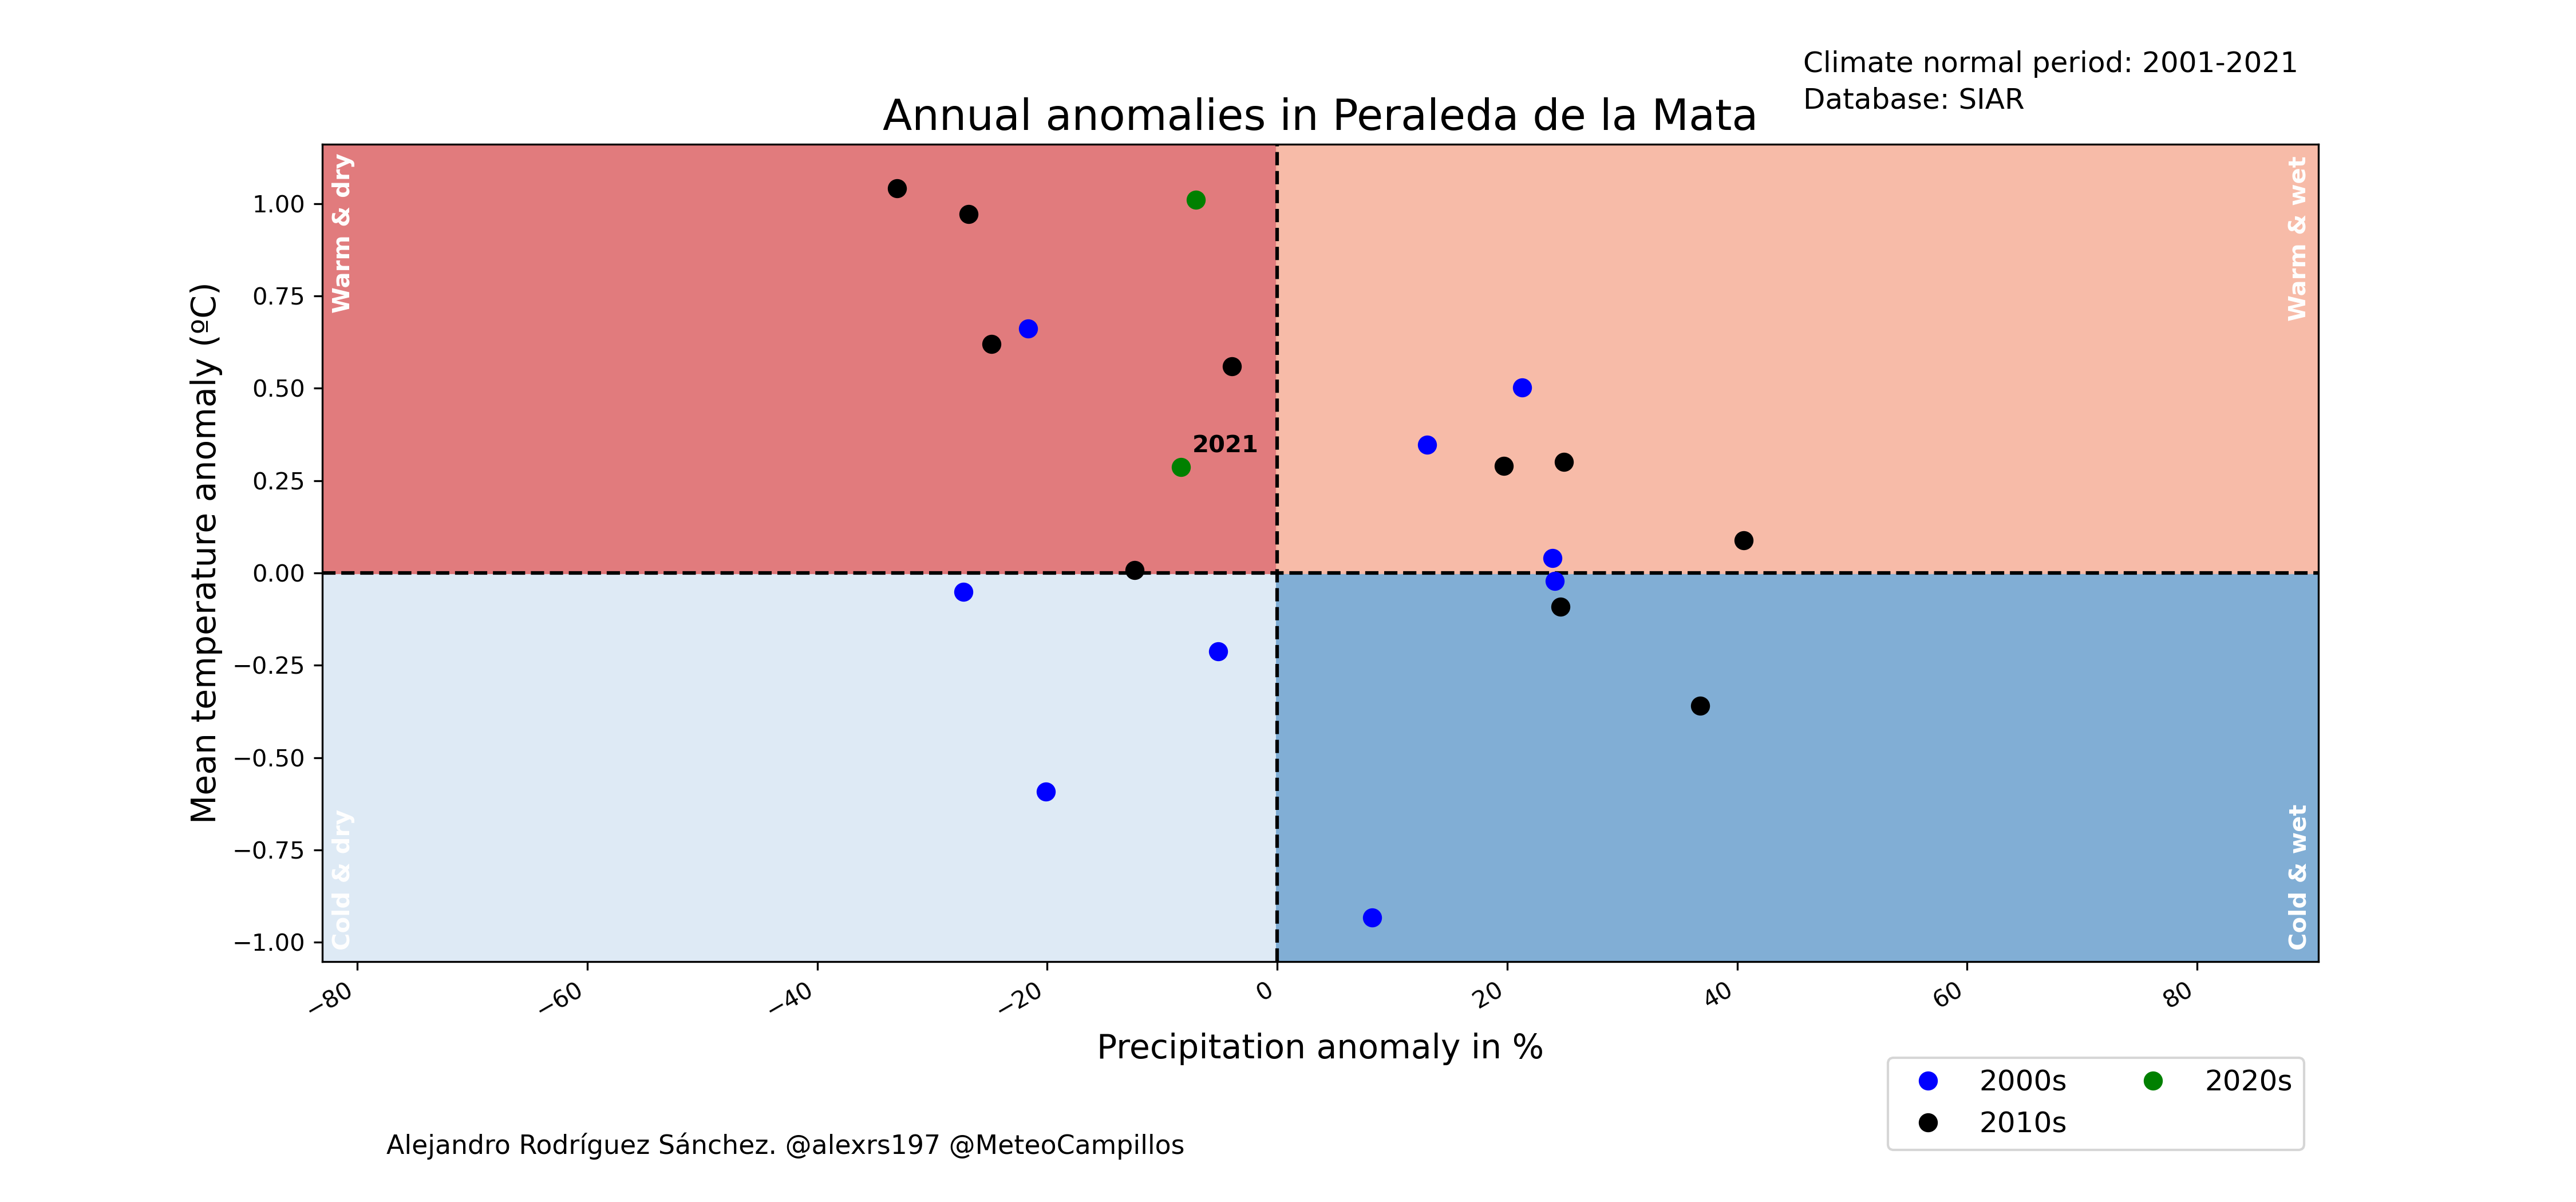 Climate normal period: 2001-2021
Database: SIAR
Annual anomalies in Peraleda de la Mata
Warm & dry
Warm & wet
Mean temperature anomaly (ºC)
1.00
0.75
0.50
0.25
0.00
−0.25
−0.50
−0.75
−1.00
2021
Cold & dry
Cold & wet
−80
−60
−40
−20
0
20
40
60
80
Precipitation anomaly in %
2000s
2010s
2020s
Alejandro Rodríguez Sánchez. @alexrs197 @MeteoCampillos